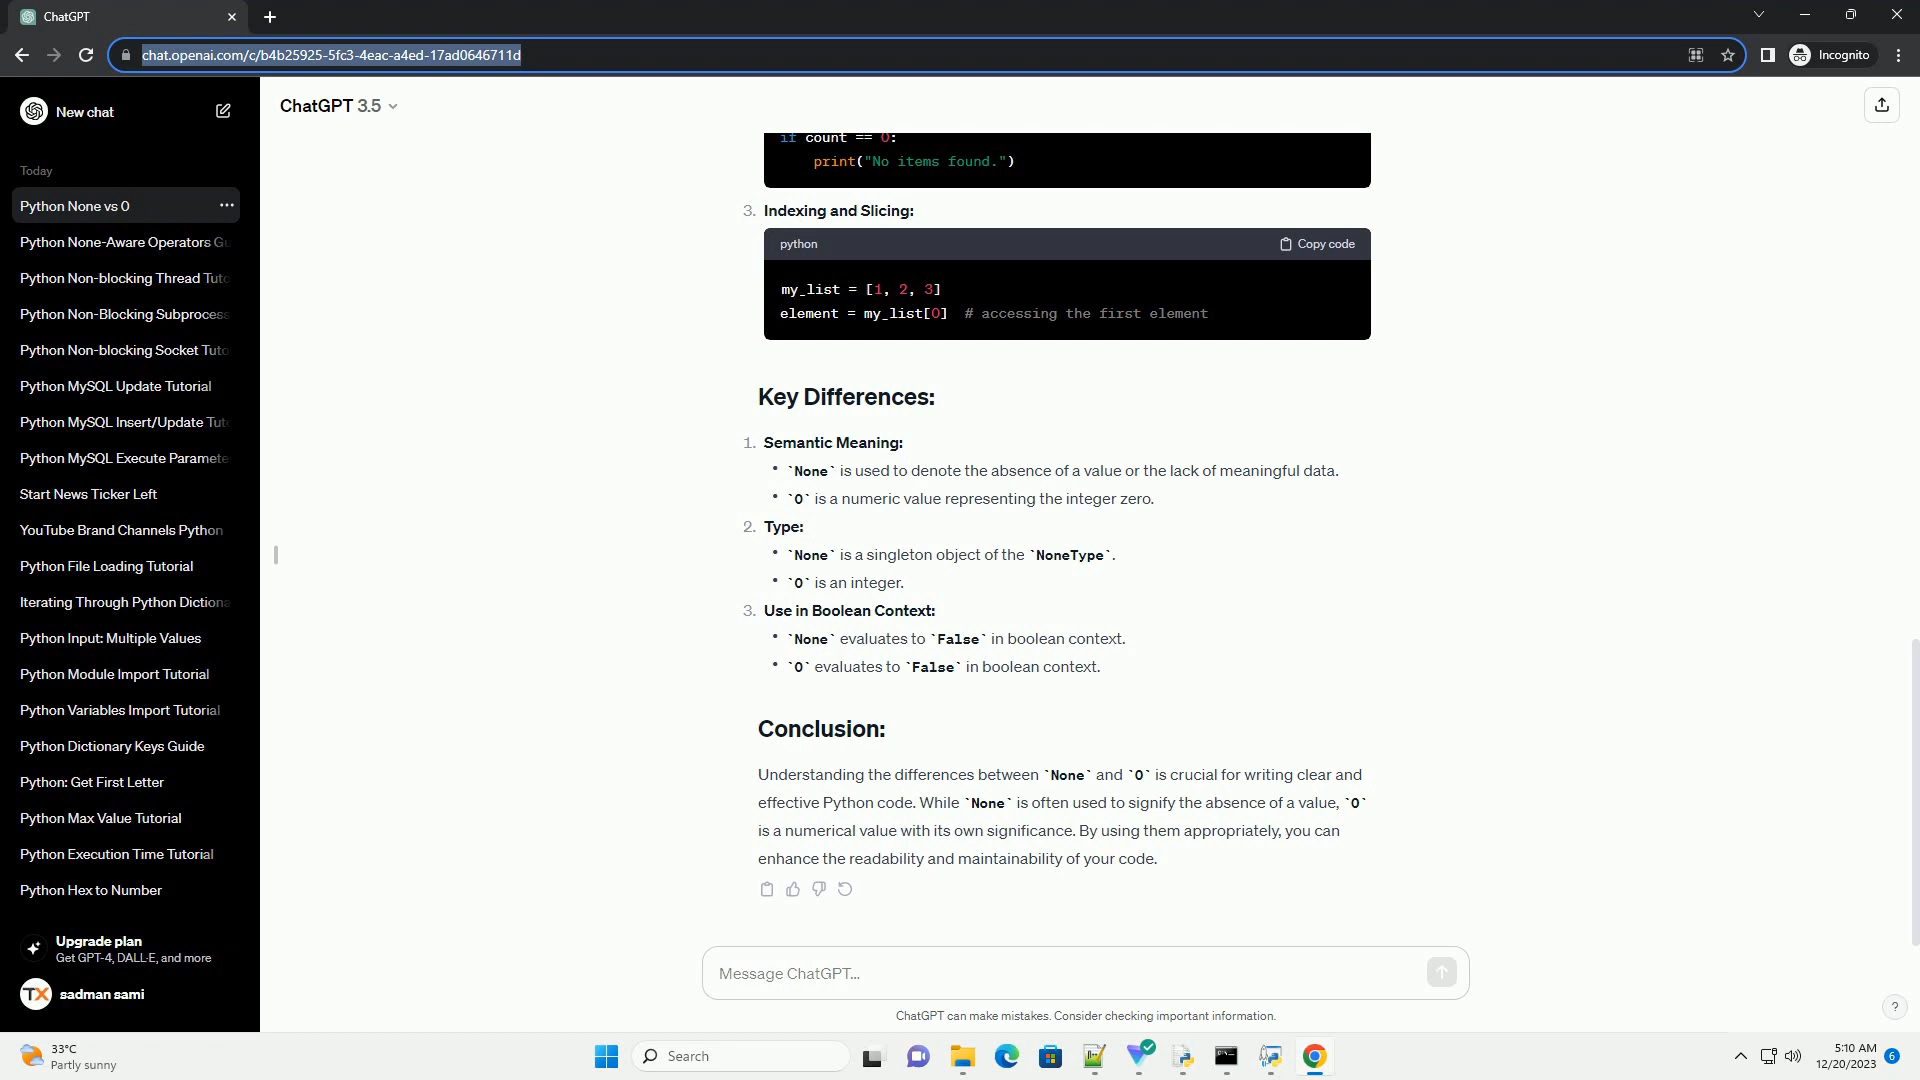 ChatGPT
chat.openai.com/c/b4b25925-5fc3-4eac-a4ed-17ad0646711d
Incognito
New chat
Today
Python None vs 0
Python None-Aware Operators Gu
Python Non-blocking Thread Tuto
Python Non-Blocking Subprocess
Python Non-blocking Socket Tuto
Python MySQL Update Tutorial
Python MySQL Insert/Update Tuto
Python MySQL Execute Paramete
Start News Ticker Left
YouTube Brand Channels Python
Python File Loading Tutorial
Iterating Through Python Dictiona
Python Input: Multiple Values
Python Module Import Tutorial
Python Variables Import Tutorial
Python Dictionary Keys Guide
Python: Get First Letter
Python Max Value Tutorial
Python Execution Time Tutorial
Python Hex to Number
Upgrade plan
Get GPT-4, DALL·E, and more
TX sadman sami
ChatGPT 3.5
if count == 0:
print("No items found.")
3. Indexing and Slicing:
python Copy code
my_list = [1, 2, 3]
element = my_list[0]  # accessing the first element
Key Differences:
1. Semantic Meaning:
• `None` is used to denote the absence of a value or the lack of meaningful data.
• `0` is a numeric value representing the integer zero.
2. Type:
• `None` is a singleton object of the `NoneType`.
• `0` is an integer.
3. Use in Boolean Context:
• `None` evaluates to `False` in boolean context.
• `0` evaluates to `False` in boolean context.
Conclusion:
Understanding the differences between `None` and `0` is crucial for writing clear and
effective Python code. While `None` is often used to signify the absence of a value, `0`
is a numerical value with its own significance. By using them appropriately, you can
enhance the readability and maintainability of your code.
Message ChatGPT...
ChatGPT can make mistakes. Consider checking important information.
?
33°C
Partly sunny
Search
5:10 AM
12/20/2023
6